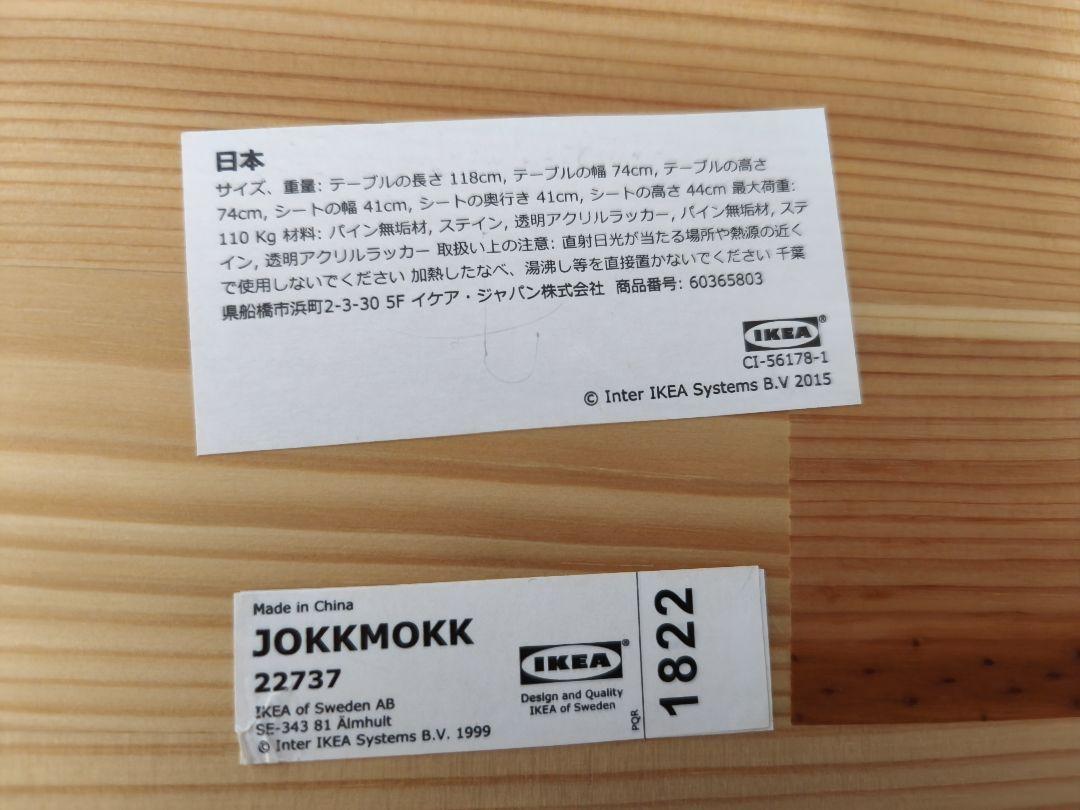 日本
サイズ、重量: テーブルの長さ 118cm, テーブルの幅 74cm, テーブルの高さ
74cm, シートの幅 41cm, シートの奥行き 41cm, シートの高さ 44cm 最大荷重:
110 Kg 材料: パイン無垢材, ステイン, 透明アクリルラッカー, パイン無垢材, ステ
イン, 透明アクリルラッカー 取扱い上の注意: 直射日光が当たる場所や熱源の近く
で使用しないでください 加熱したなべ、湯沸し等を直接置かないでください 千葉
県船橋市浜町2-3-30 5F イケア・ジャパン株式会社 商品番号: 60365803
IKEA®
CI-56178-1
© Inter IKEA Systems B.V 2015
Made in China
JOKKMOKK
22737
IKEA of Sweden AB
SE-343 81 Älmhult
© Inter IKEA Systems B.V. 1999
IKEA®
Design and Quality
IKEA of Sweden
PQR
1822